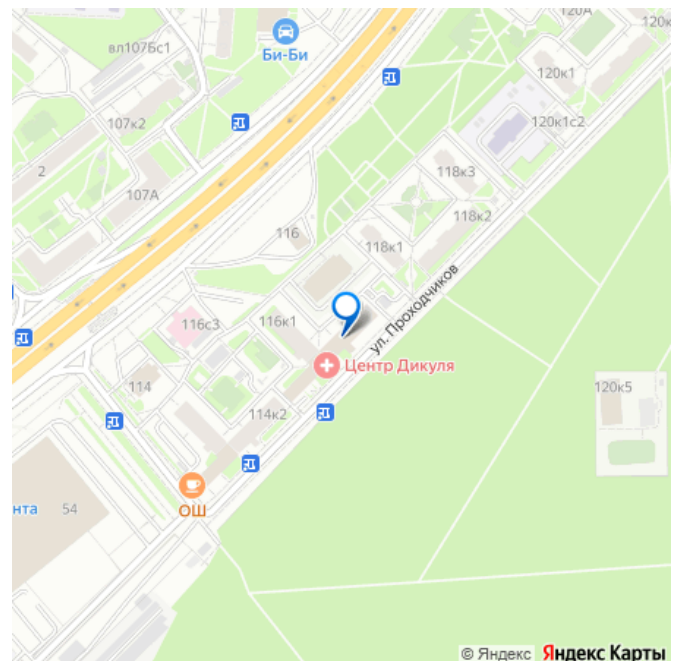 120А
120к
вл107Бс1
Би-Би
120к1
107к2
120к1с2
2
118к3
107А
118к2
116
118к1
ул. Проходчиков
116с3
116к1
Центр Дикуля
114
120к5
114к2
нта
54
ОШ
© Яндекс Яндекс Карты